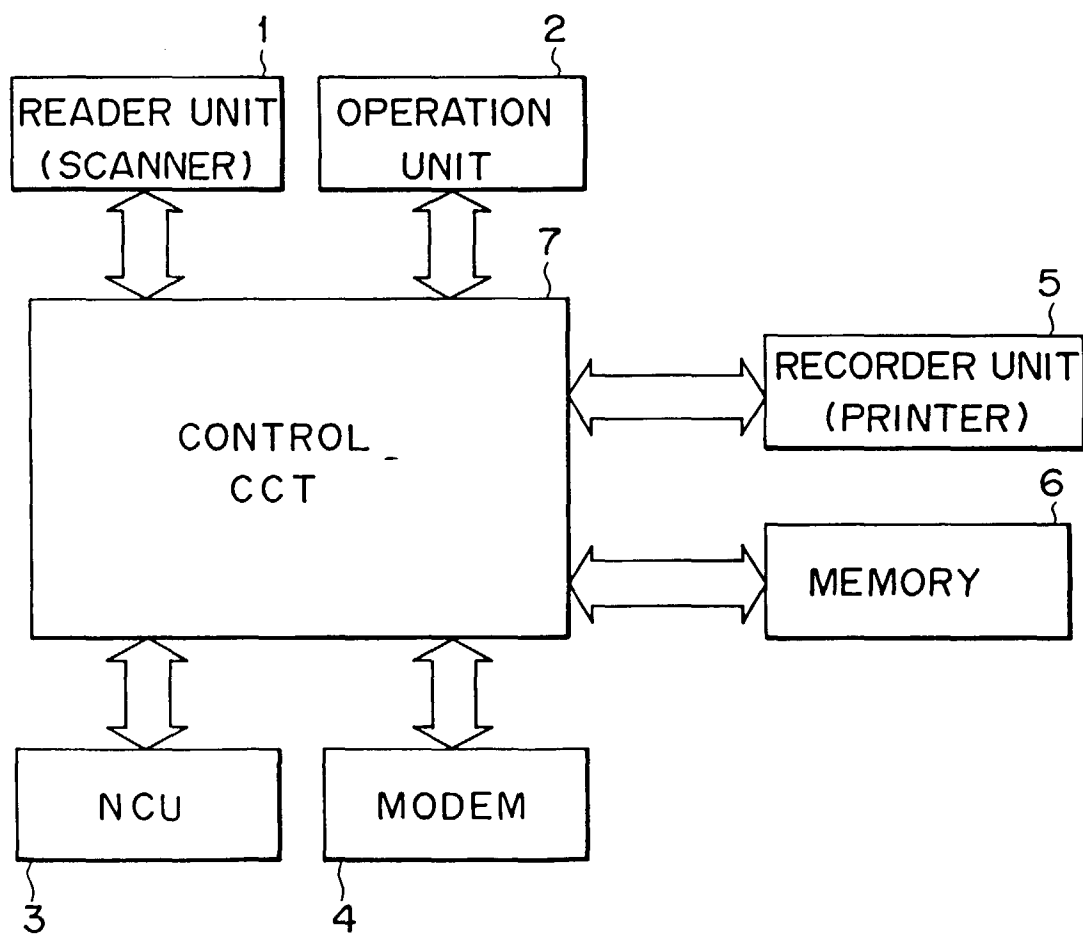 1
2
READER UNIT
(SCANNER)
OPERATION
UNIT
7
5
CONTROL
CCT
RECORDER UNIT
(PRINTER)
6
MEMORY
NCU
MODEM
3
4